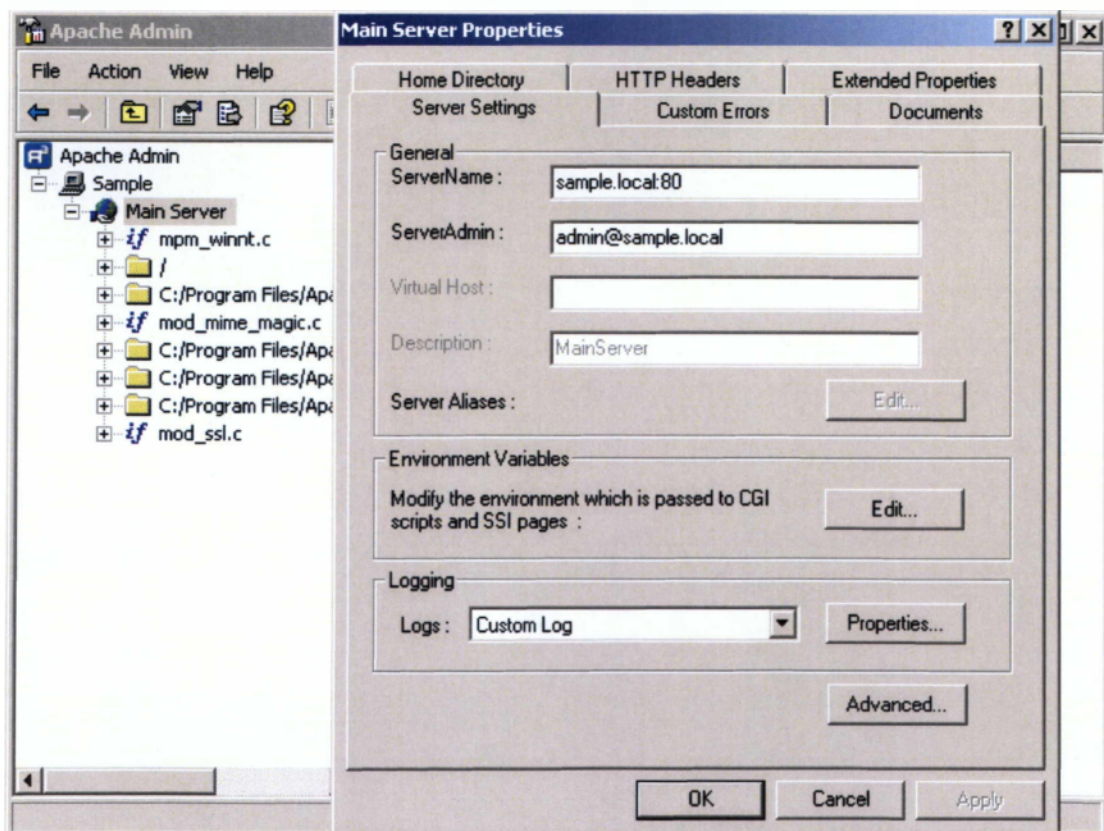 Apache Admin
File Action View Help
Apache Admin
Sample
Main Server
if mpm_winnt.c
if /
C:/Program Files/Apa
if mod_mime_magic.c
C:/Program Files/Apa
C:/Program Files/Apa
C:/Program Files/Apa
if mod_ssl.c
Main Server Properties
Home Directory HTTP Headers Extended Properties
Server Settings Custom Errors Documents
General
ServerName : sample.local:80
ServerAdmin : admin@sample.local
Virtual Host :
Description : MainServer
Server Aliases : Edit...
Environment Variables
Modify the environment which is passed to CGI
scripts and SSI pages : Edit...
Logging
Logs : Custom Log Properties...
Advanced...
OK Cancel Apply